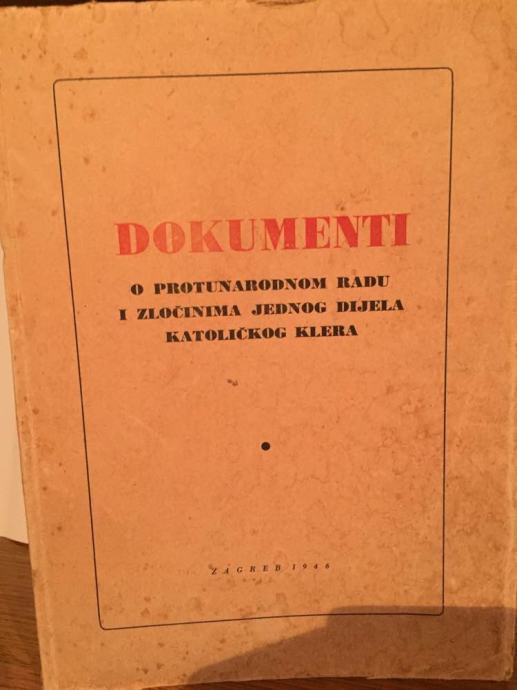 DOKUMENTI
O PROTUNARODNOM RADU
I ZLOČINIMA JEDNOG DIJELA
KATOLIČKOG KLERA
ZAGREB 1946